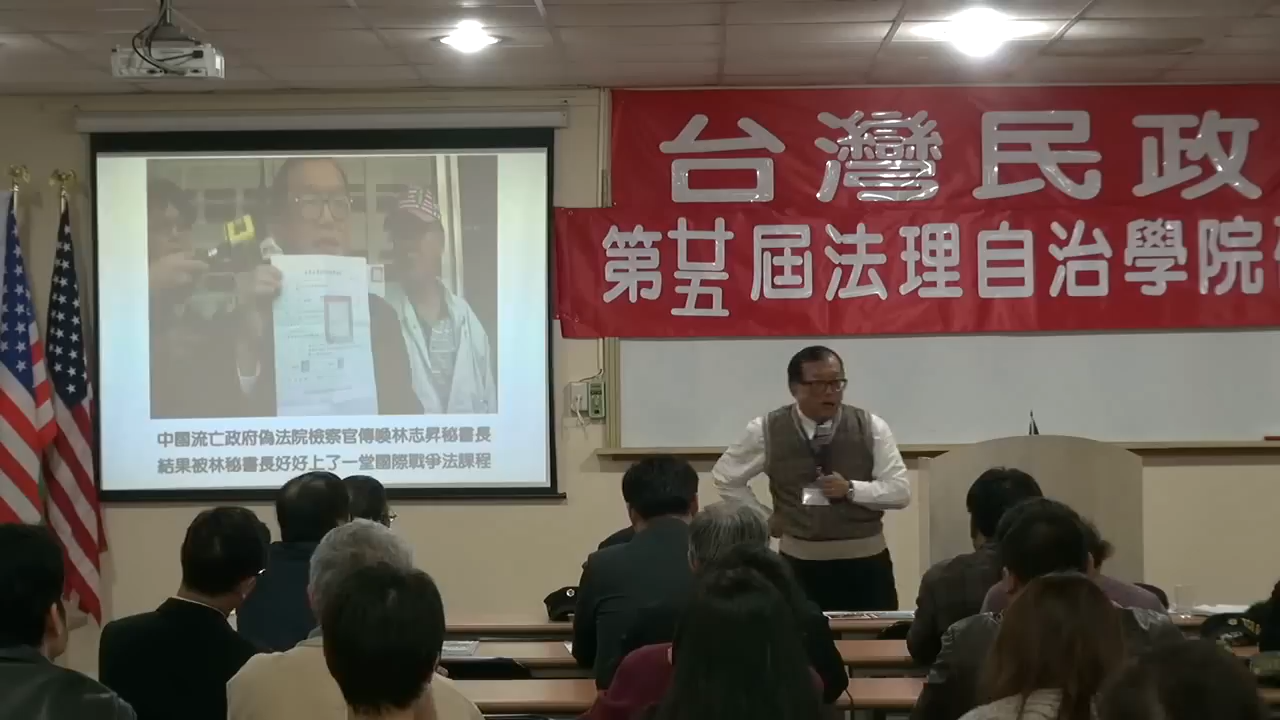 台灣民政
第廿五屆法理自治學院
中國流亡政府偽法院檢察官傳喚林志昇秘書長
結果被林秘書長好好上了一堂國際戰爭法課程